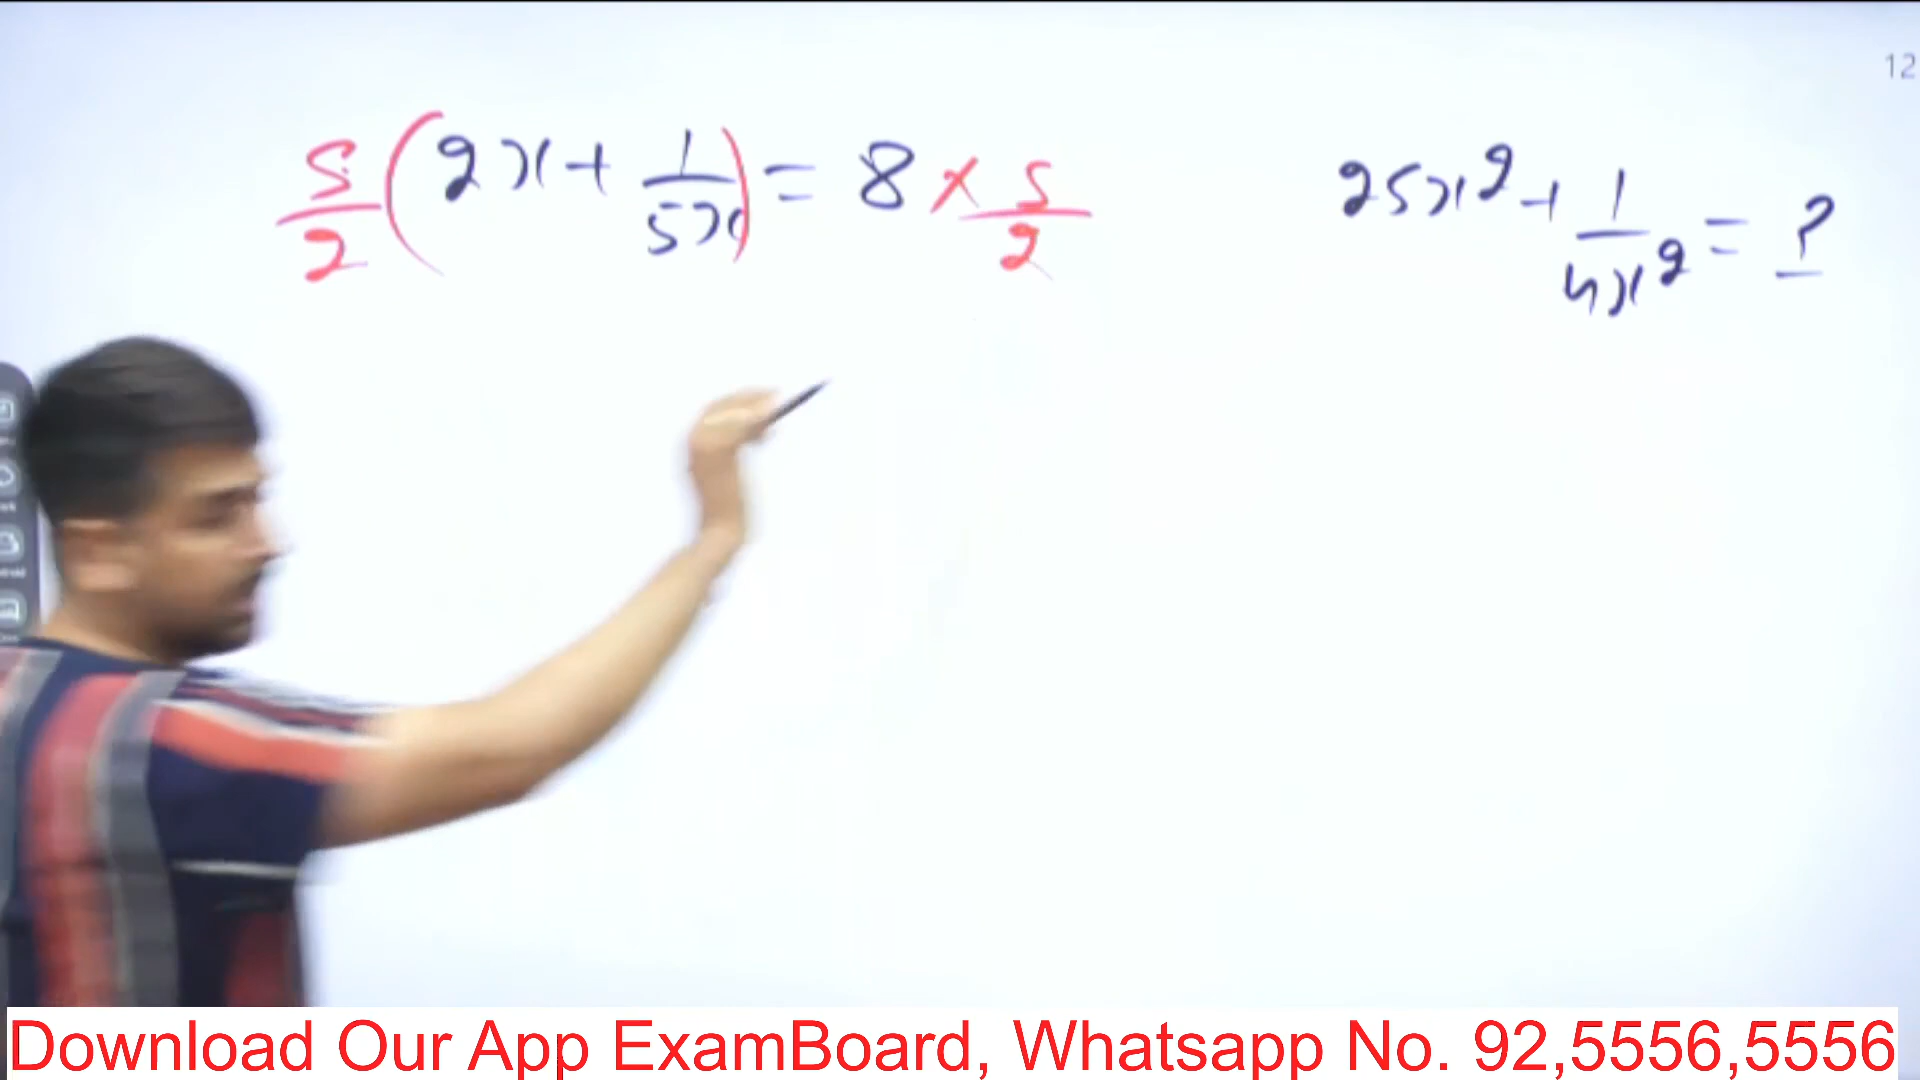 12
5/2 (2x + 1/5x) = 8 × 5/2
25x² + 1/4x² = ?
Download Our App ExamBoard, Whatsapp No. 92,5556,5556